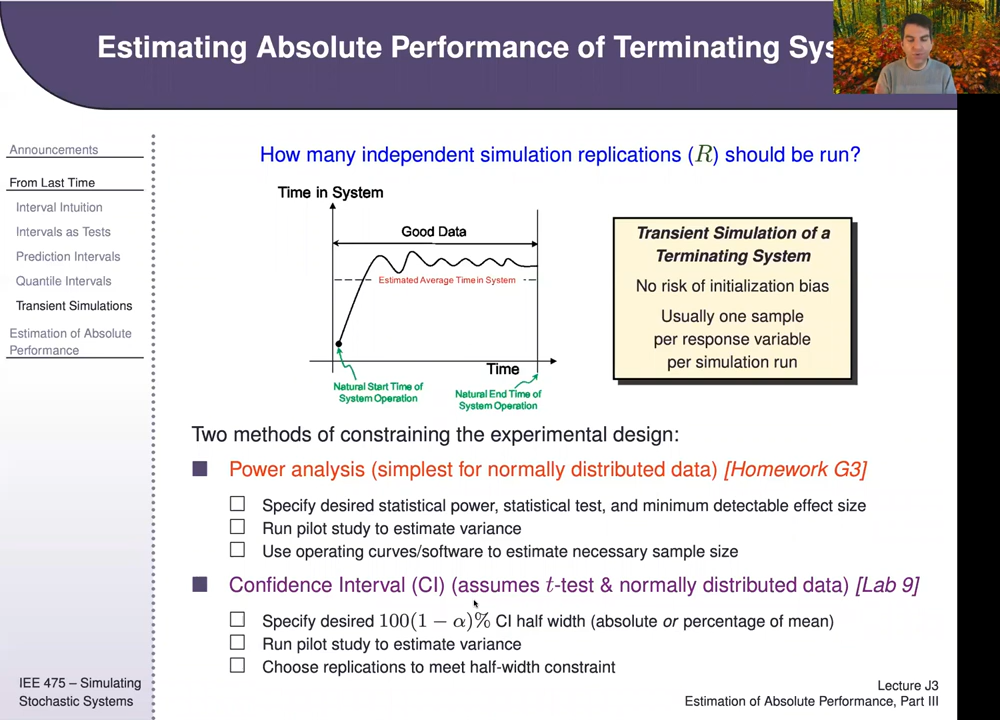 Estimating Absolute Performance of Terminating Sys
Announcements
From Last Time
Interval Intuition
Intervals as Tests
Prediction Intervals
Quantile Intervals
Transient Simulations
Estimation of Absolute
Performance
How many independent simulation replications (R) should be run?
Time in System
Good Data
Estimated Average Time in System
Time
Natural Start Time of
System Operation
Natural End Time of
System Operation
Transient Simulation of a
Terminating System
No risk of initialization bias
Usually one sample
per response variable
per simulation run
Two methods of constraining the experimental design:
Power analysis (simplest for normally distributed data) [Homework G3]
Specify desired statistical power, statistical test, and minimum detectable effect size
Run pilot study to estimate variance
Use operating curves/software to estimate necessary sample size
Confidence Interval (CI) (assumes t-test & normally distributed data) [Lab 9]
Specify desired 100(1 − α)% CI half width (absolute or percentage of mean)
Run pilot study to estimate variance
Choose replications to meet half-width constraint
IEE 475 – Simulating
Stochastic Systems
Lecture J3
Estimation of Absolute Performance, Part III